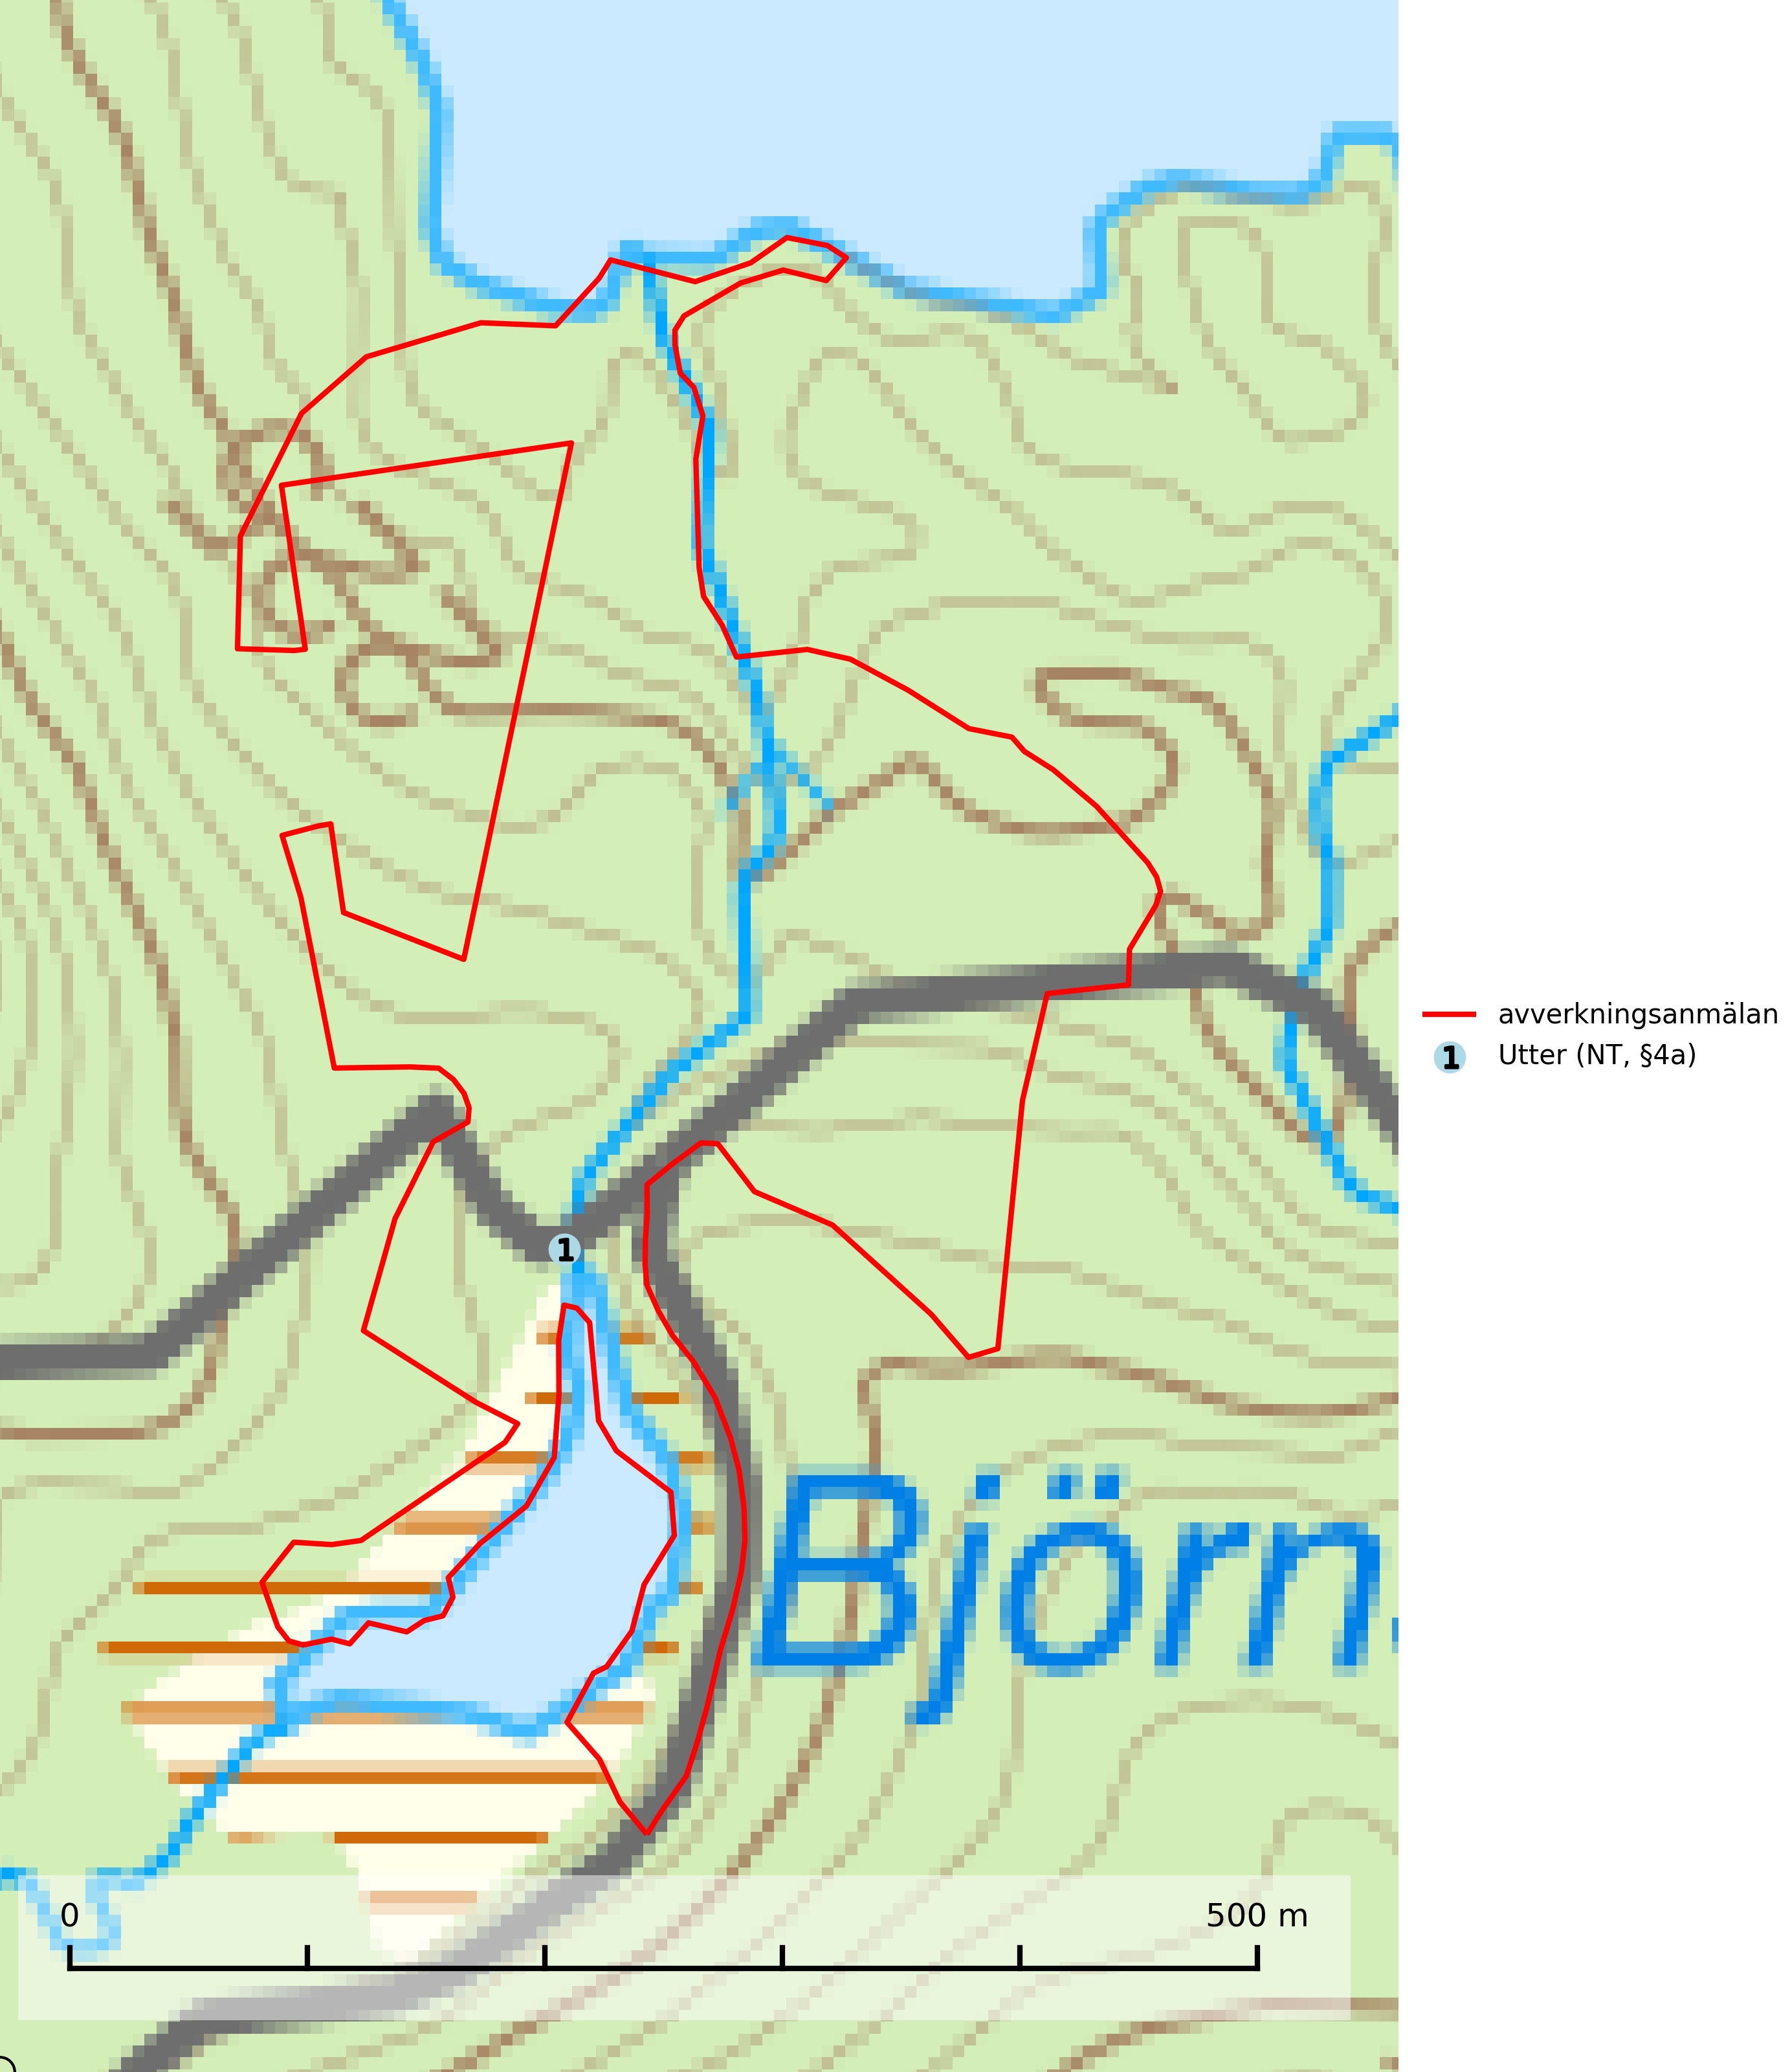 avverkningsanmälan
1 Utter (NT, §4a)
1
Björn
0 500 m